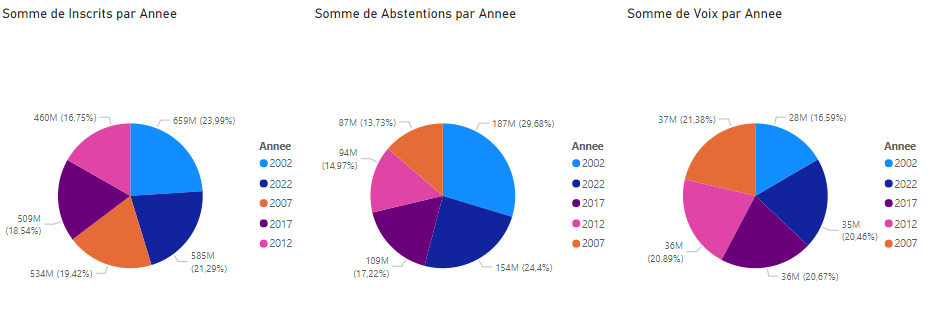 Somme de Inscrits par Annee
460M (16,75%)
659M (23,99%)
509M
(18,54%)
534M (19,42%)
585M
(21,29%)
Annee
2002
2022
2007
2017
2012
Somme de Abstentions par Annee
87M (13,73%)
187M (29,68%)
94M
(14,97%)
109M
(17,22%)
154M (24,4%)
Annee
2002
2022
2017
2012
2007
Somme de Voix par Annee
37M (21,38%)
28M (16,59%)
36M
(20,89%)
35M
(20,46%)
36M (20,67%)
Annee
2002
2022
2017
2012
2007